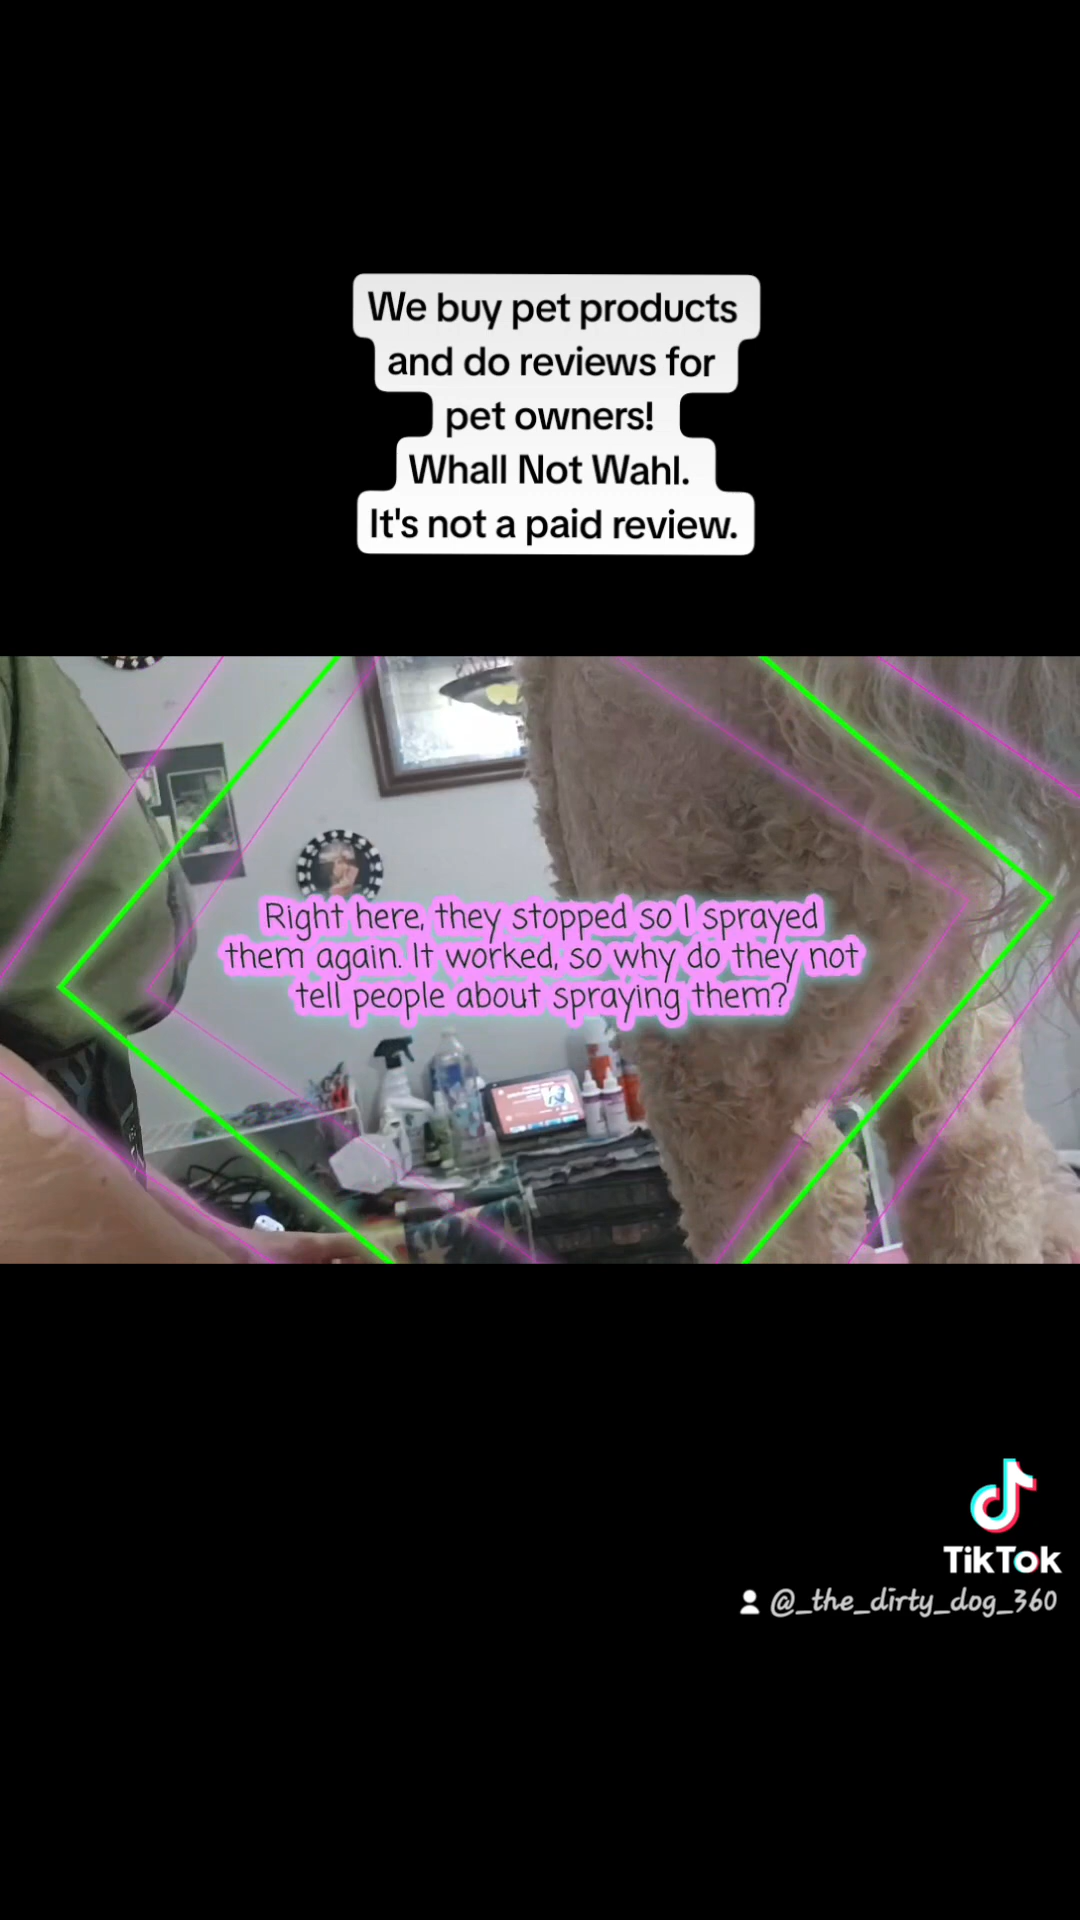 We buy pet products
and do reviews for
pet owners!
Whall Not Wahl.
It's not a paid review.
Right here, they stopped so I sprayed
them again. It worked, so why do they not
tell people about spraying them?
TikTok
@_the_dirty_dog_360